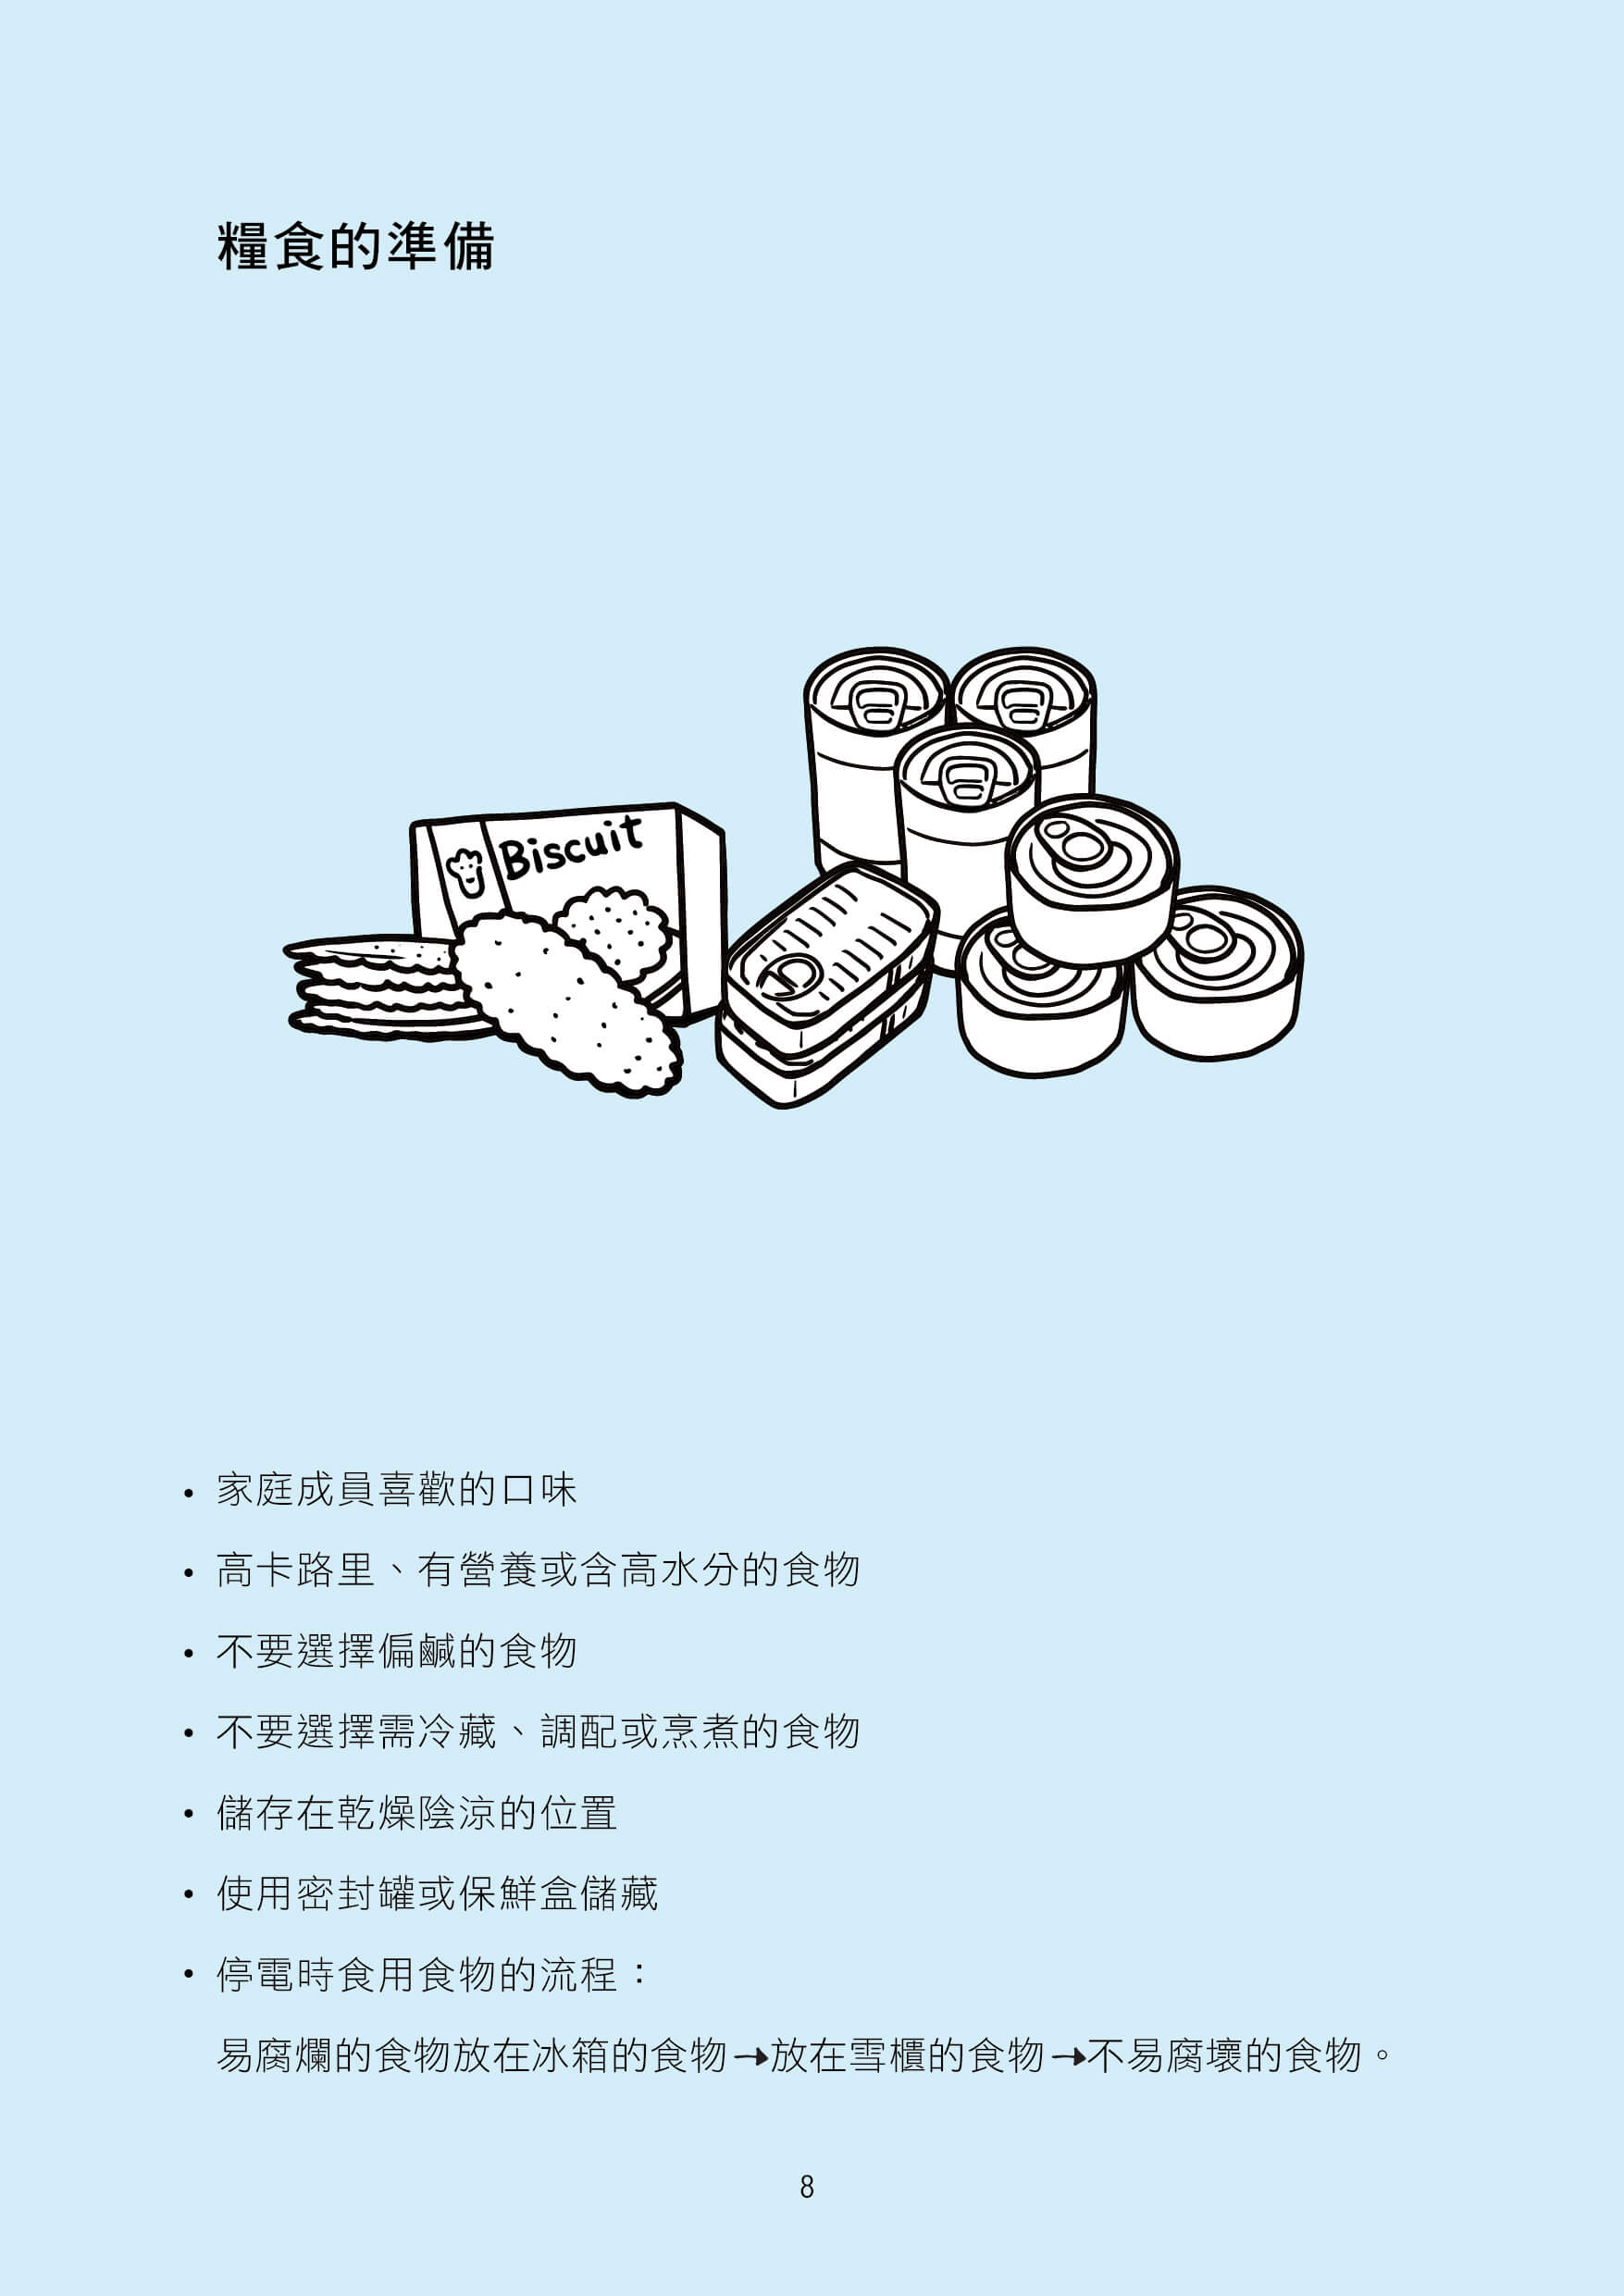 糧食的準備
Biscuit
• 家庭成員喜歡的口味
• 高卡路里、有營養或含高水分的食物
• 不要選擇偏鹹的食物
• 不要選擇需冷藏、調配或烹煮的食物
• 儲存在乾燥陰涼的位置
• 使用密封罐或保鮮盒儲藏
• 停電時食用食物的流程：
易腐爛的食物放在冰箱的食物→放在雪櫃的食物→不易腐壞的食物。
8